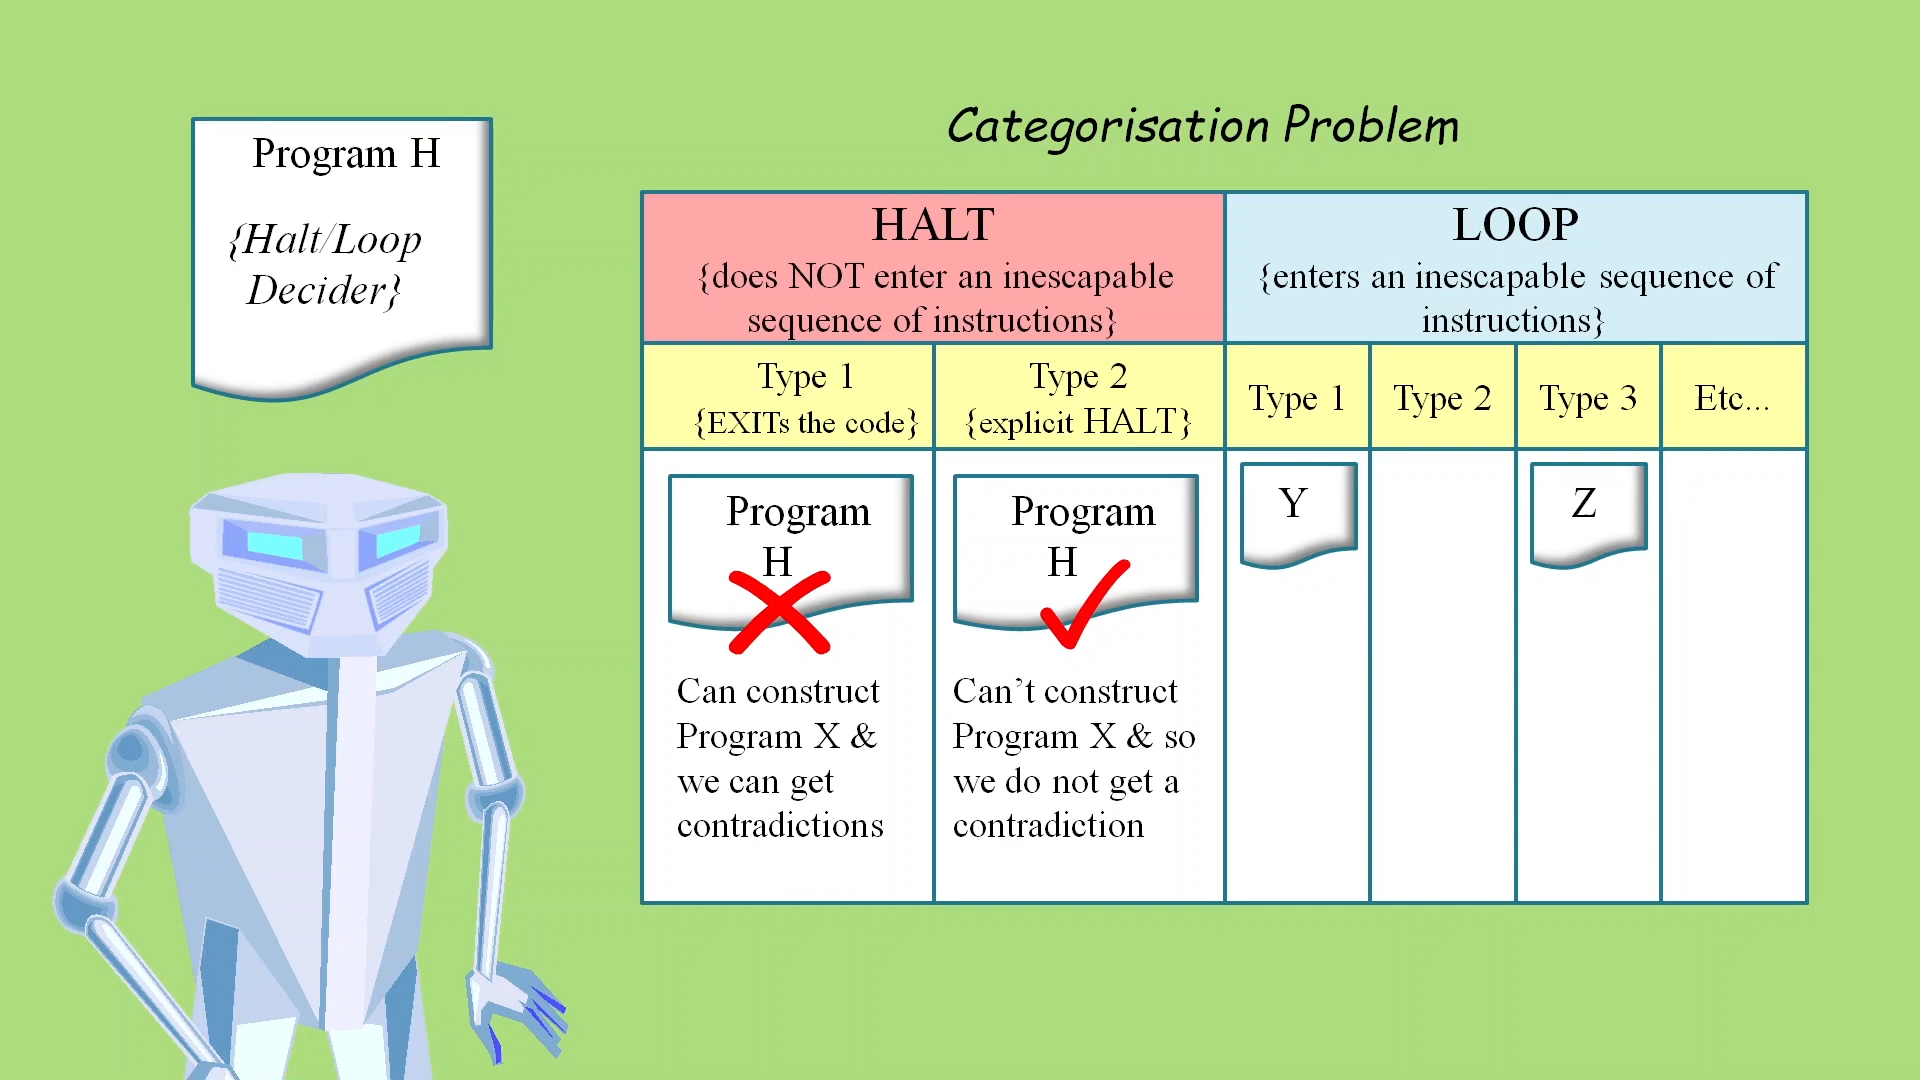 Categorisation Problem
Program H
{Halt/Loop
Decider}
HALT
{does NOT enter an inescapable
sequence of instructions}
LOOP
{enters an inescapable sequence of
instructions}
Type 1
{EXITs the code}
Type 2
{explicit HALT}
Type 1
Type 2
Type 3
Etc...
Program
H
Can construct
Program X &
we can get
contradictions
Program
H
Can’t construct
Program X & so
we do not get a
contradiction
Y
Z